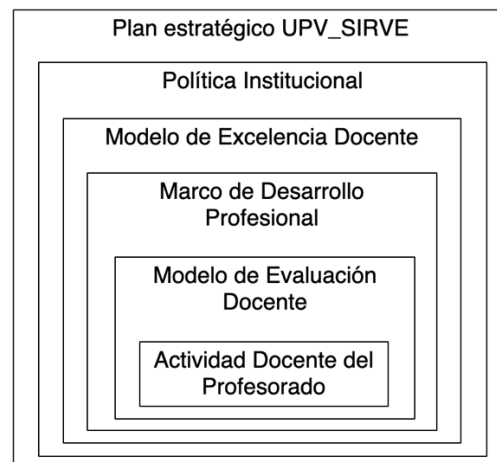 Plan estratégico UPV_SIRVE
Política Institucional
Modelo de Excelencia Docente
Marco de Desarrollo
Profesional
Modelo de Evaluación
Docente
Actividad Docente del
Profesorado